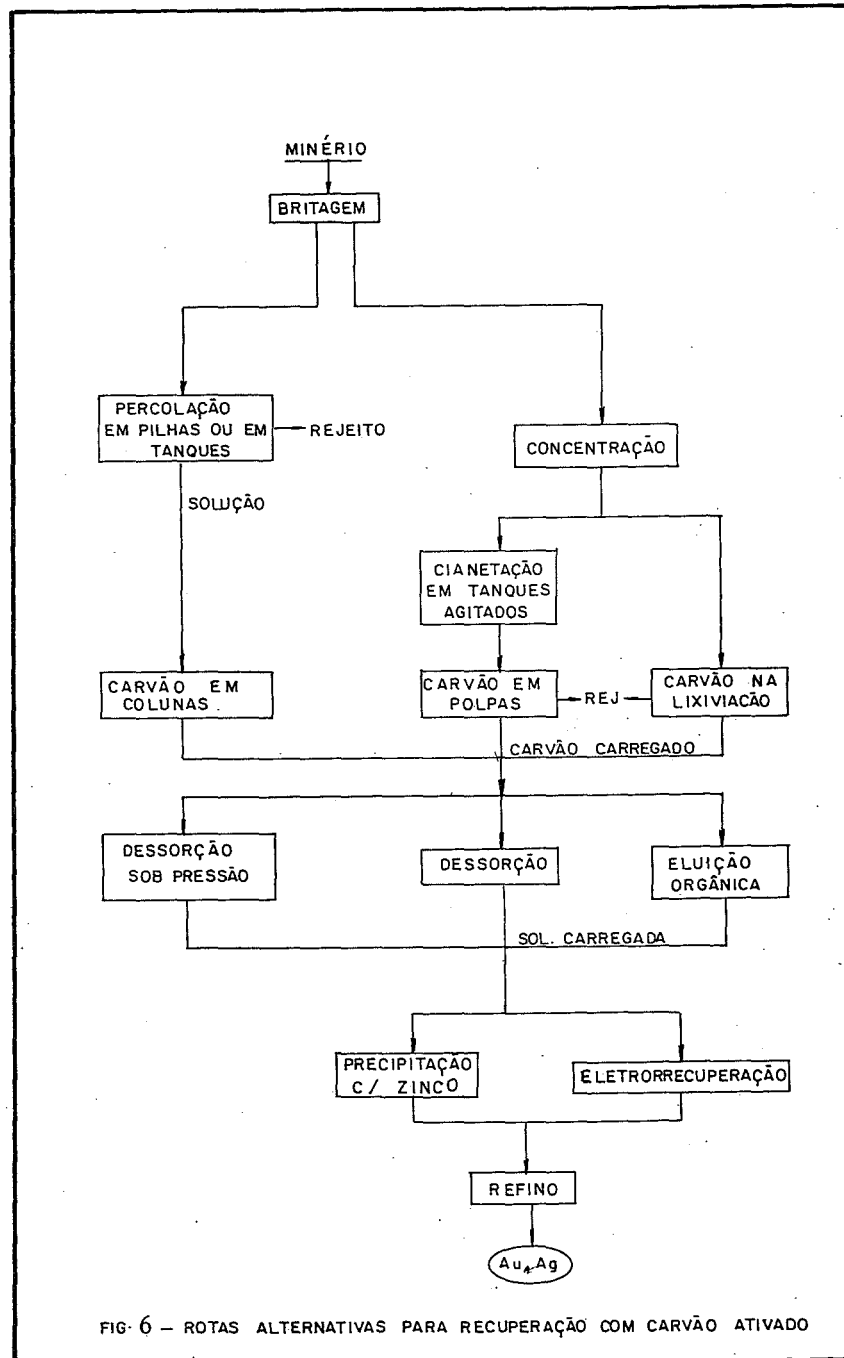 MINÉRIO
BRITAGEM
PERCOLAÇÃO
EM PILHAS OU EM
TANQUES
REJEITO
CONCENTRAÇÃO
SOLUÇÃO
CIANETAÇÃO
EM TANQUES
AGITADOS
CARVÃO EM
COLUNAS.
CARVÃO EM
POLPAS
REJ
CARVÃO NA
LIXIVIACÃO
CARVÃO CARREGADO
DESSORÇÃO
SOB PRESSÃO
DESSORÇÃO
ELUIÇÃO
ORGÂNICA
SOL. CARREGADA
PRECIPITAÇÃO
C/ ZINCO
ELETRORRECUPERAÇÃO
REFINO
Au, Ag
FIG. 6 – ROTAS ALTERNATIVAS PARA RECUPERAÇÃO COM CARVÃO ATIVADO